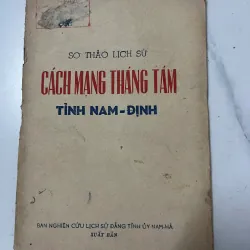 SƠ THẢO LỊCH SỬ
CÁCH MẠNG THÁNG TÁM
TỈNH NAM-ĐỊNH
BAN NGHIÊN CỨU LỊCH SỬ ĐẢNG TỈNH ỦY NAM HÀ
XUẤT BẢN